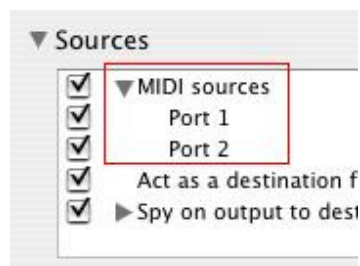 Sources
MIDI sources
Port 1
Port 2
Act as a destination f
Spy on output to dest